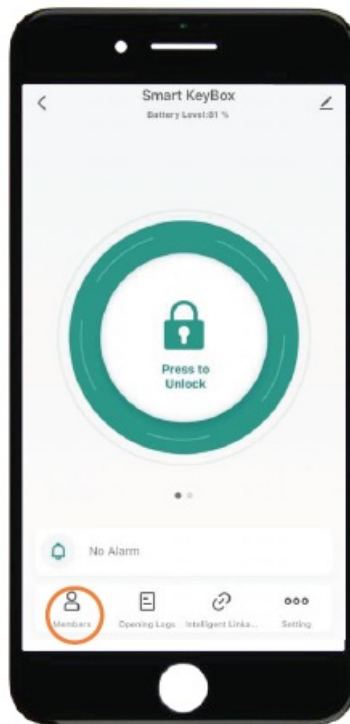 Smart KeyBox
Battery Level:81 %
Press to
Unlock
No Alarm
Members
Opening Logs
Intelligent Linka...
Setting